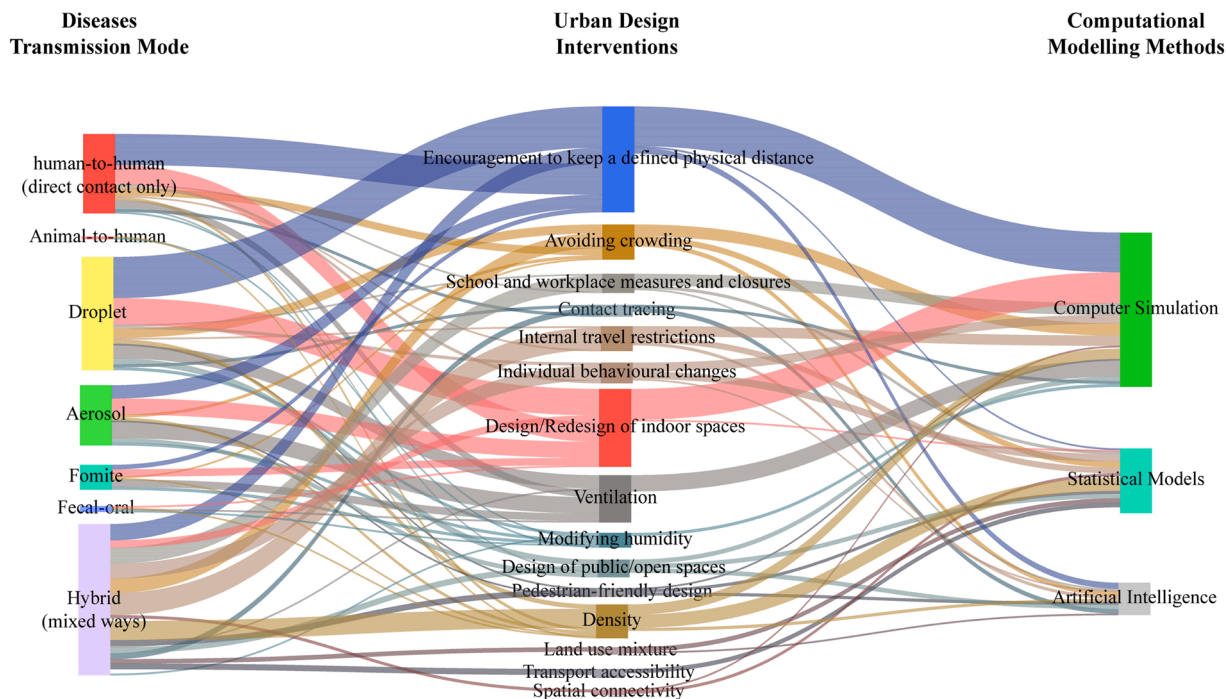 Diseases
Transmission Mode
Urban Design
Interventions
Computational
Modelling Methods
human-to-human
(direct contact only)
Animal-to-human
Droplet
Aerosol
Fomite
Fecal-oral
Hybrid
(mixed ways)
Encouragement to keep a defined physical distance
Avoiding crowding
School and workplace measures and closures
Contact tracing
Internal travel restrictions
Individual behavioural changes
Design/Redesign of indoor spaces
Ventilation
Modifying humidity
Design of public/open spaces
Pedestrian-friendly design
Density
Land use mixture
Transport accessibility
Spatial connectivity
Computer Simulation
Statistical Models
Artificial Intelligence